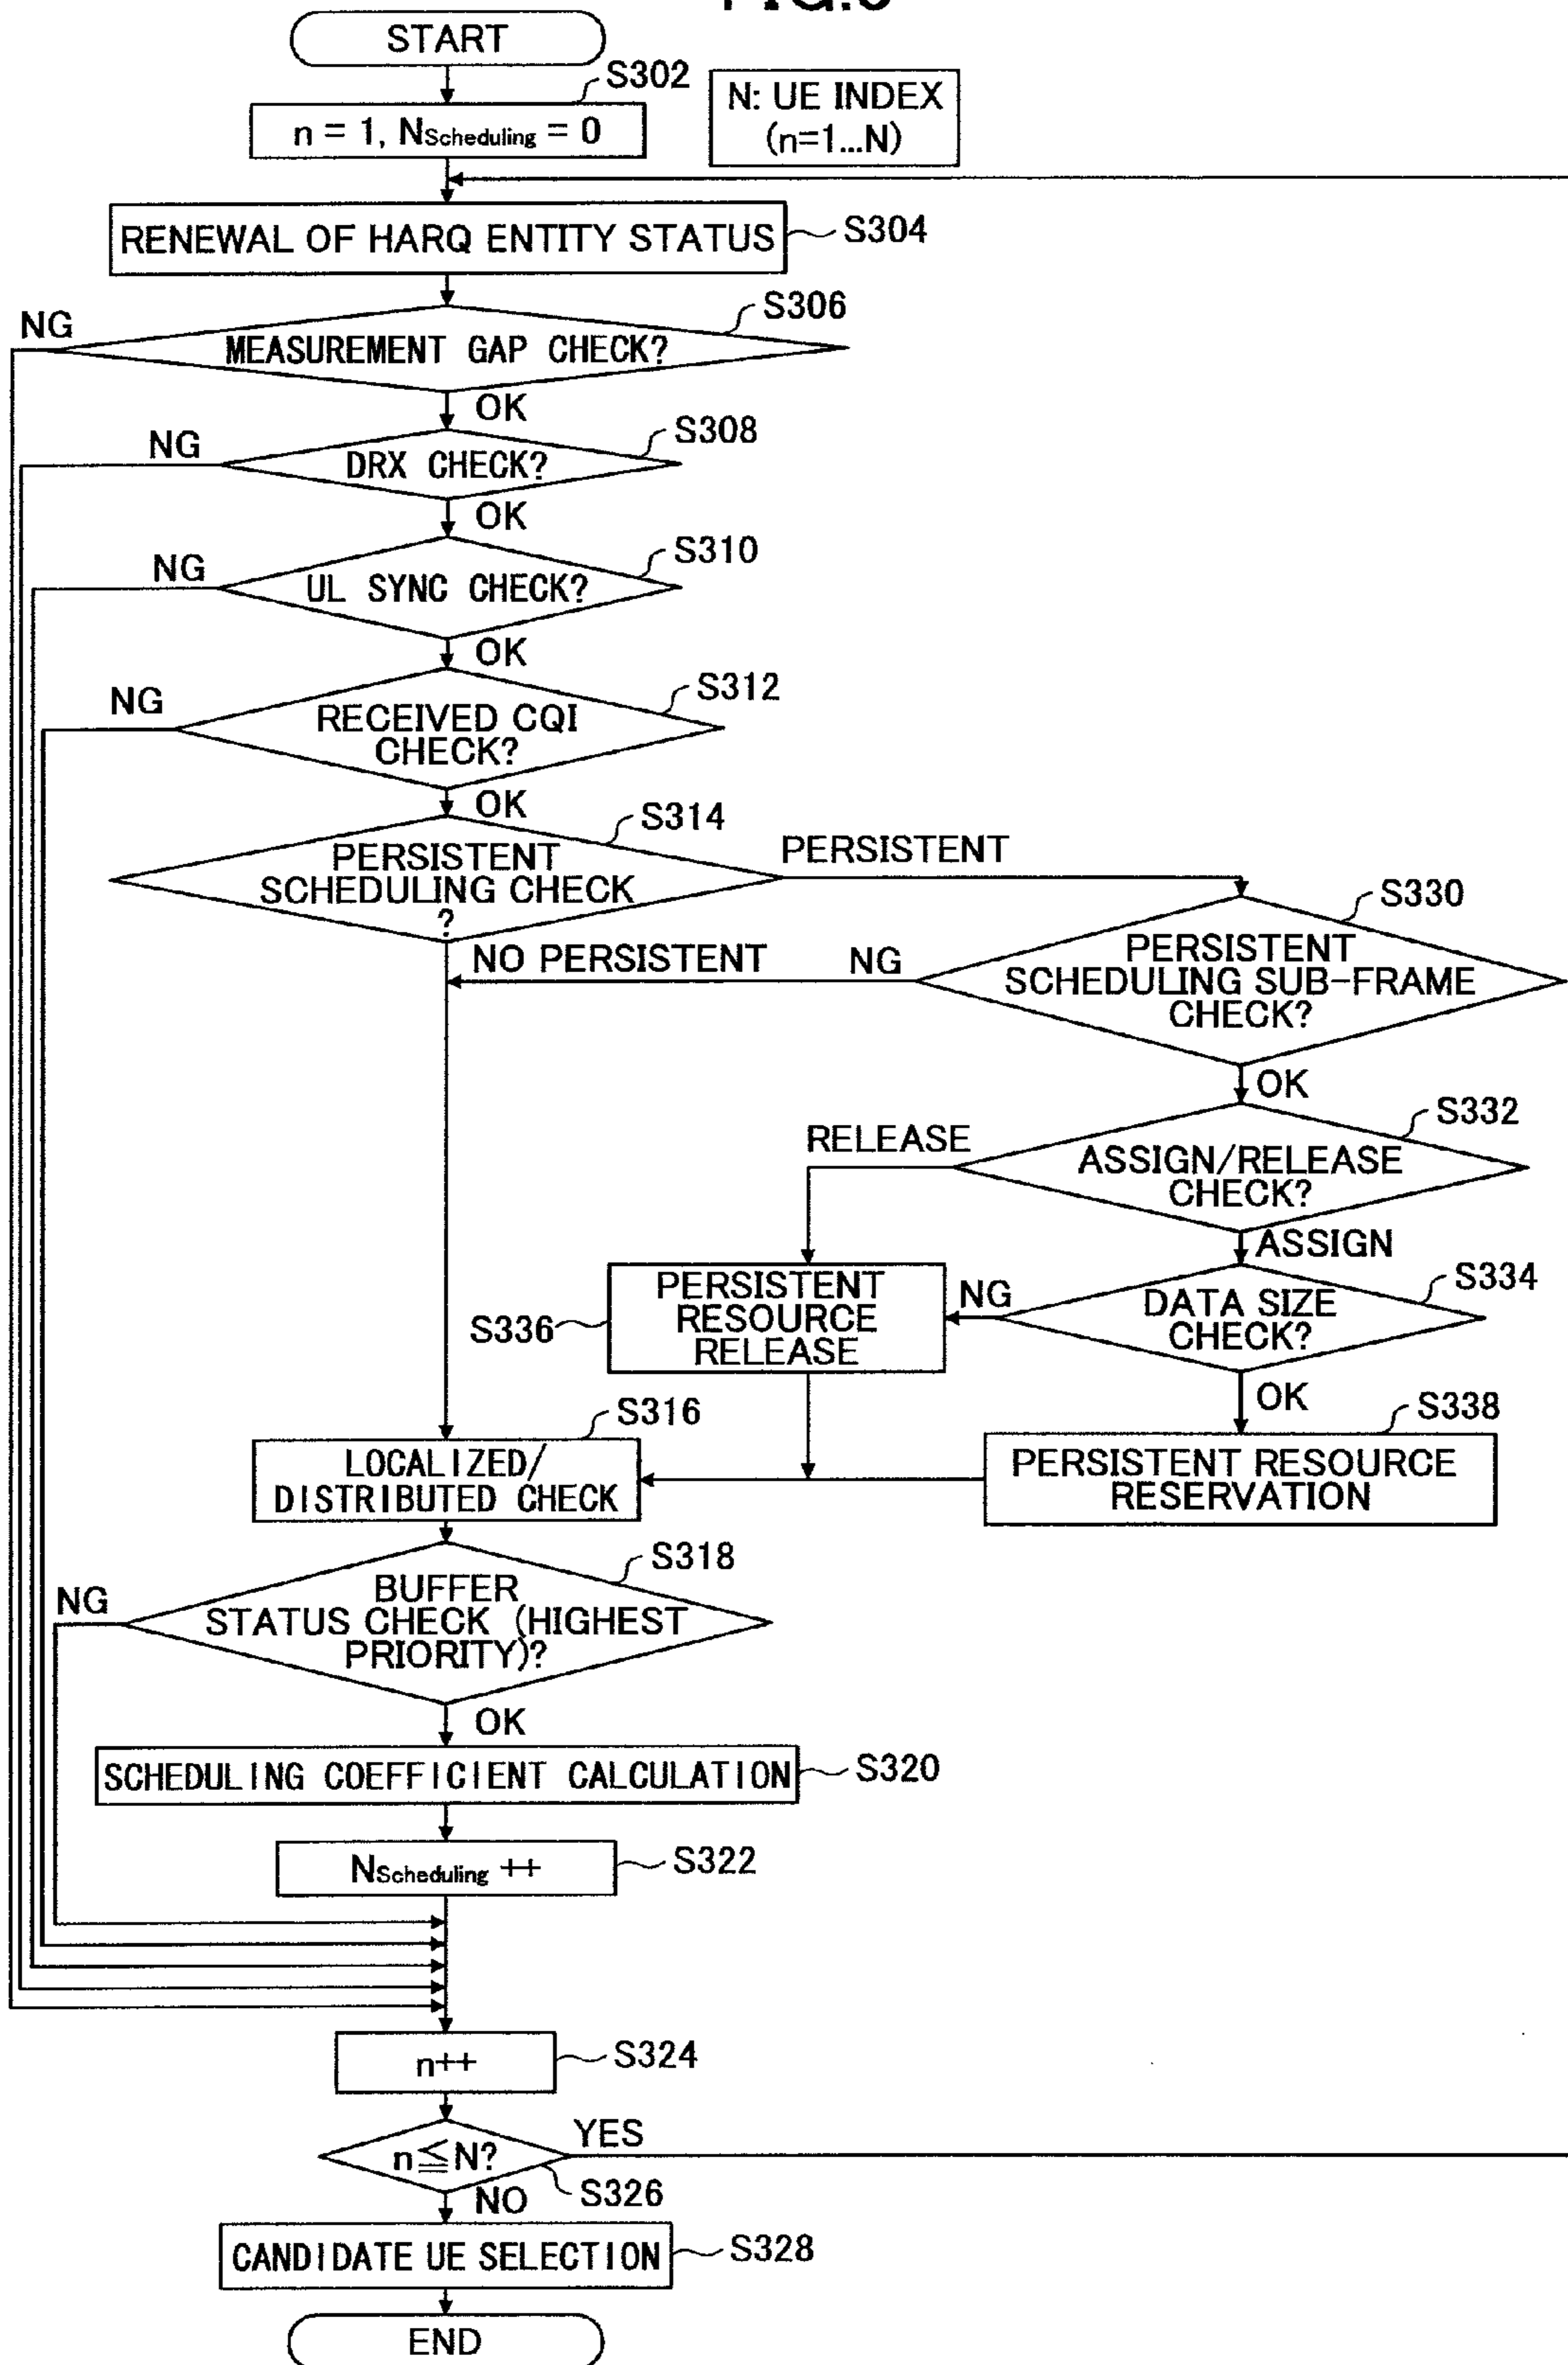 START
S302
n = 1, NScheduling = 0
N: UE INDEX
(n=1...N)
RENEWAL OF HARQ ENTITY STATUS
S304
S306
NG
MEASUREMENT GAP CHECK?
OK
S308
NG
DRX CHECK?
OK
S310
NG
UL SYNC CHECK?
OK
S312
NG
RECEIVED CQI
CHECK?
OK
S314
PERSISTENT
SCHEDULING CHECK
?
PERSISTENT
S330
NO PERSISTENT
NG
PERSISTENT
SCHEDULING SUB-FRAME
CHECK?
OK
S332
RELEASE
ASSIGN/RELEASE
CHECK?
ASSIGN
S334
NG
DATA SIZE
CHECK?
S336
PERSISTENT
RESOURCE
RELEASE
OK
S338
PERSISTENT RESOURCE
RESERVATION
S316
LOCALIZED/
DISTRIBUTED CHECK
S318
NG
BUFFER
STATUS CHECK (HIGHEST
PRIORITY)?
OK
SCHEDULING COEFFICIENT CALCULATION
S320
NScheduling ++
S322
n++
S324
n≦N?
YES
S326
NO
CANDIDATE UE SELECTION
S328
END